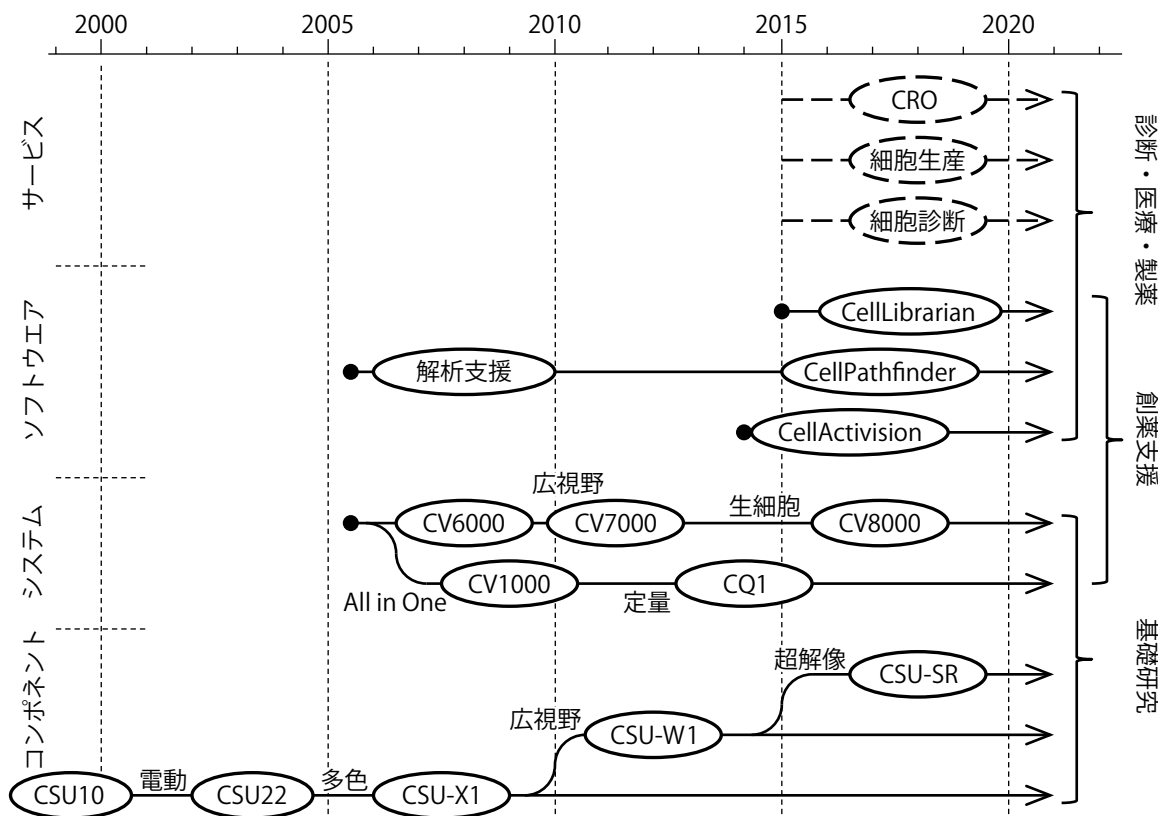 2000 2005 2010 2015 2020
サービス
CRO
細胞生産
細胞診断
診断・医療・製薬
ソフトウエア
CellLibrarian
解析支援 CellPathfinder
CellActivision
創薬支援
システム
広視野
生細胞
CV6000 CV7000 CV8000
All in One
CV1000 定量 CQ1
基礎研究
コンポネント
超解像
CSU-SR
広視野
CSU-W1
電動 多色
CSU10 CSU22 CSU-X1